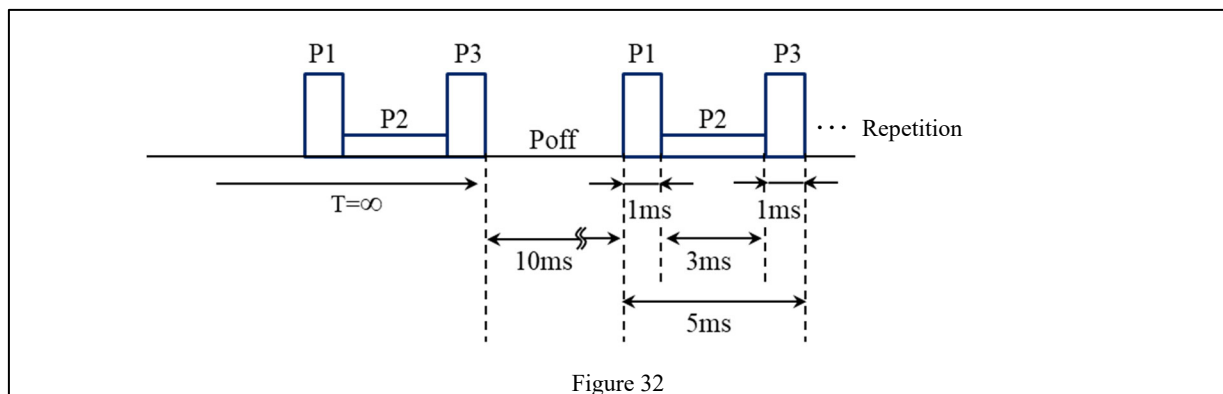 P1 P3 P1 P3
P2 P2 ··· Repetition
Poff
T=∞ 1ms 1ms
10ms 3ms
5ms
Figure 32